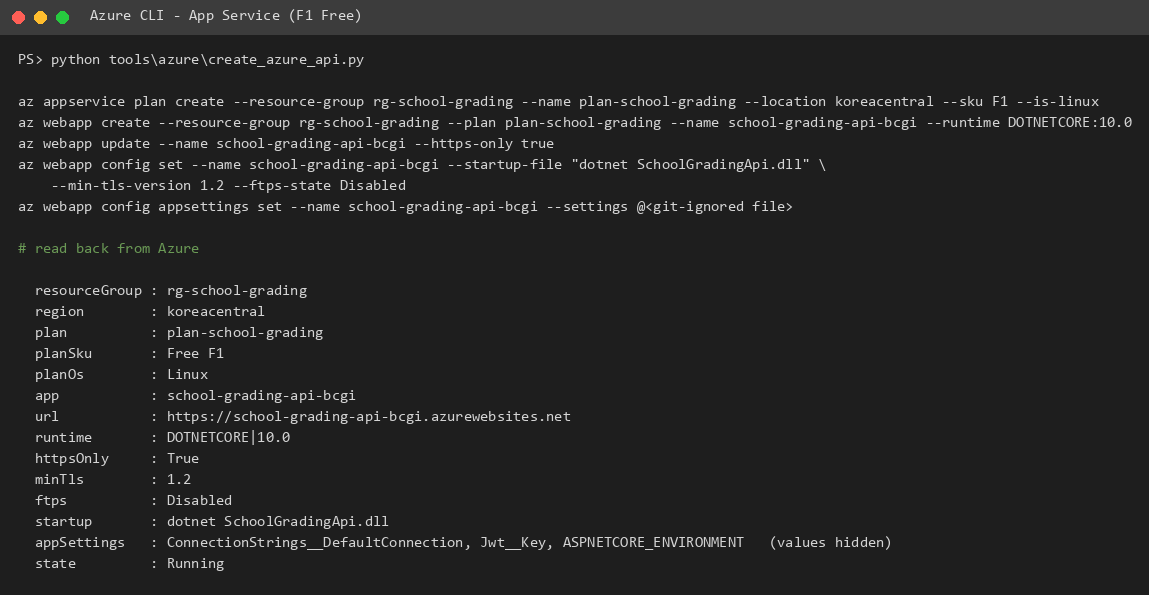 Azure CLI - App Service (F1 Free)
PS> python tools\azure\create_azure_api.py
az appservice plan create --resource-group rg-school-grading --name plan-school-grading --location koreacentral --sku F1 --is-linux
az webapp create --resource-group rg-school-grading --plan plan-school-grading --name school-grading-api-bcgi --runtime DOTNETCORE:10.0
az webapp update --name school-grading-api-bcgi --https-only true
az webapp config set --name school-grading-api-bcgi --startup-file "dotnet SchoolGradingApi.dll" \
    --min-tls-version 1.2 --ftps-state Disabled
az webapp config appsettings set --name school-grading-api-bcgi --settings @<git-ignored file>
# read back from Azure
  resourceGroup : rg-school-grading
  region        : koreacentral
  plan          : plan-school-grading
  planSku       : Free F1
  planOs        : Linux
  app           : school-grading-api-bcgi
  url           : https://school-grading-api-bcgi.azurewebsites.net
  runtime       : DOTNETCORE|10.0
  httpsOnly     : True
  minTls        : 1.2
  ftps          : Disabled
  startup       : dotnet SchoolGradingApi.dll
  appSettings   : ConnectionStrings__DefaultConnection, Jwt__Key, ASPNETCORE_ENVIRONMENT   (values hidden)
  state         : Running